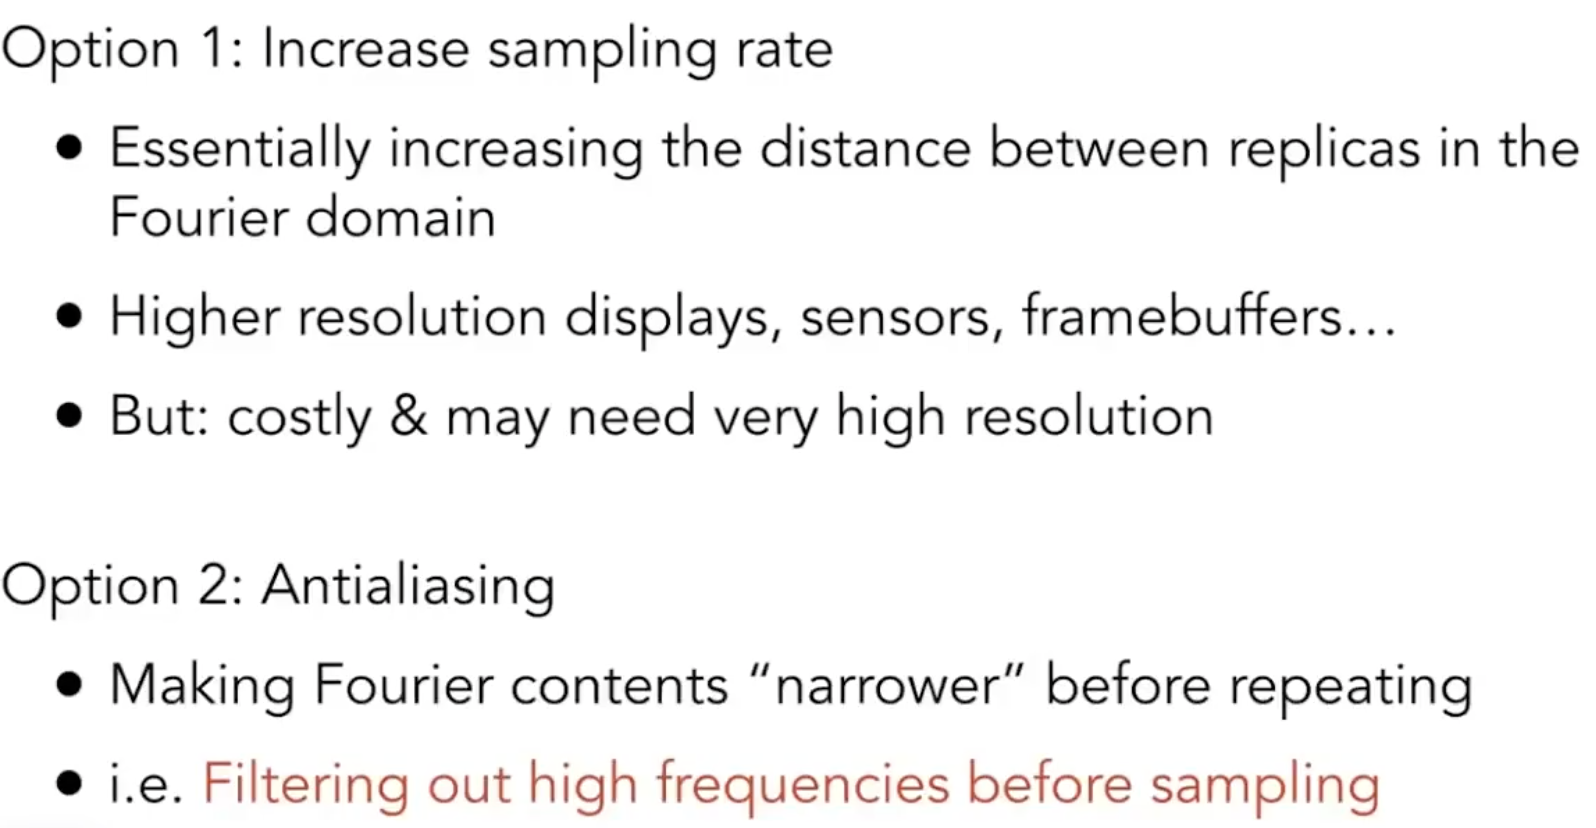 Option 1: Increase sampling rate
● Essentially increasing the distance between replicas in the
Fourier domain
● Higher resolution displays, sensors, framebuffers…
● But: costly & may need very high resolution
Option 2: Antialiasing
● Making Fourier contents “narrower” before repeating
● i.e. Filtering out high frequencies before sampling